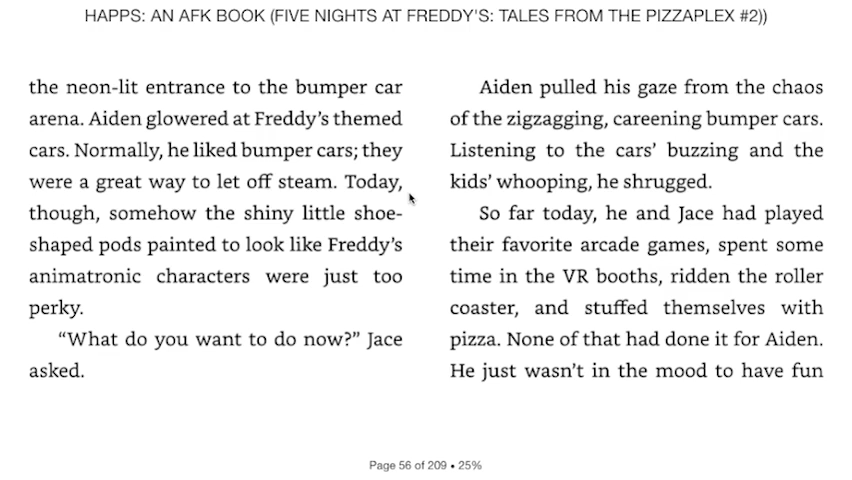 HAPPS: AN AFK BOOK (FIVE NIGHTS AT FREDDY'S: TALES FROM THE PIZZAPLEX #2))
the neon-lit entrance to the bumper car
arena. Aiden glowered at Freddy’s themed
cars. Normally, he liked bumper cars; they
were a great way to let off steam. Today,
though, somehow the shiny little shoe-
shaped pods painted to look like Freddy’s
animatronic characters were just too
perky.
“What do you want to do now?” Jace
asked.
Aiden pulled his gaze from the chaos
of the zigzagging, careening bumper cars.
Listening to the cars’ buzzing and the
kids’ whooping, he shrugged.
So far today, he and Jace had played
their favorite arcade games, spent some
time in the VR booths, ridden the roller
coaster, and stuffed themselves with
pizza. None of that had done it for Aiden.
He just wasn’t in the mood to have fun
Page 56 of 209 • 25%